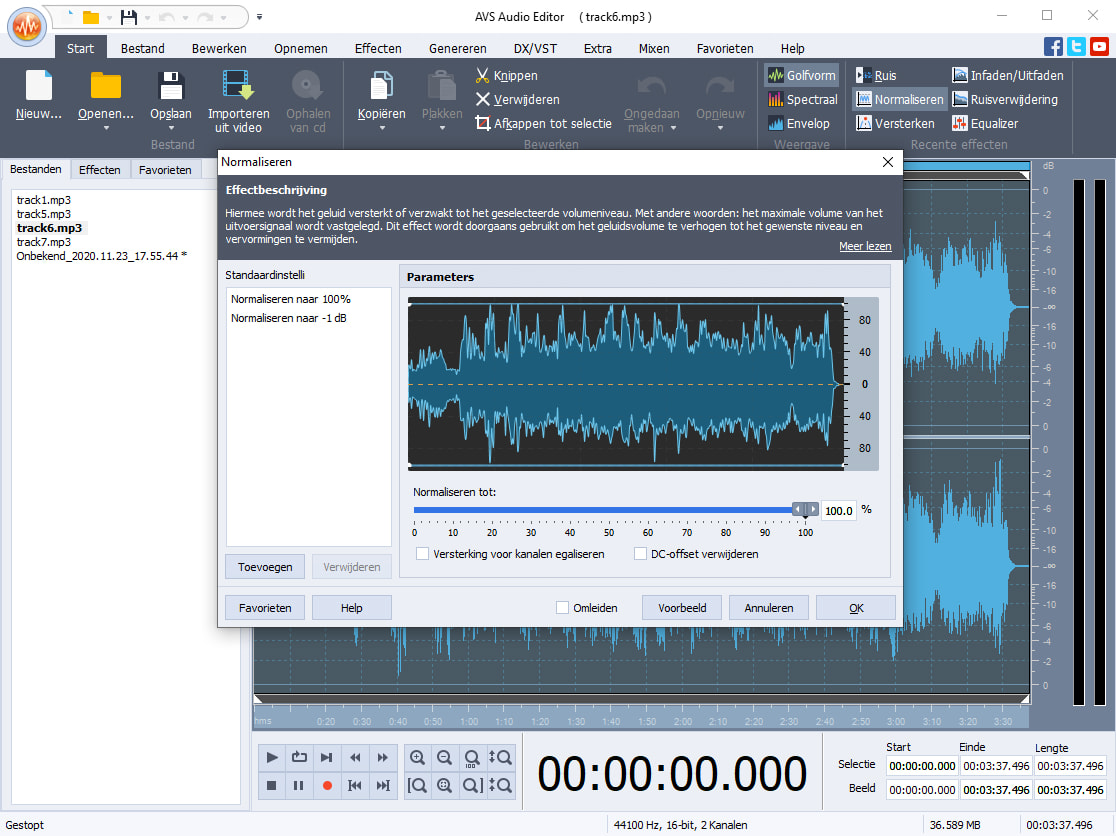 AVS Audio Editor ( track6.mp3 )
Start Bestand Bewerken Opnemen Effecten Genereren DX/VST Extra Mixen Favorieten Help
Nieuw... Openen... Opslaan Importeren uit video Ophalen van cd
Bestand
Kopiëren Plakken
Knippen
Verwijderen
Afkappen tot selectie
Ongedaan maken Opnieuw
Bewerken
Golfvorm
Spectraal
Envelop
Weergave
Ruis Infaden/Uitfaden
Normaliseren Ruisverwijdering
Versterken Equalizer
Recente effecten
Bestanden Effecten Favorieten
track1.mp3
track5.mp3
track6.mp3
track7.mp3
Onbekend_2020.11.23_17.55.44 *
Normaliseren
Effectbeschrijving
Hiermee wordt het geluid versterkt of verzwakt tot het geselecteerde volumeniveau. Met andere woorden: het maximale volume van het
uitvoersignaal wordt vastgelegd. Dit effect wordt doorgaans gebruikt om het geluidsvolume te verhogen tot het gewenste niveau en
vervormingen te vermijden.
Meer lezen
Standaardinstelli
Normaliseren naar 100%
Normaliseren naar -1 dB
Toevoegen Verwijderen
Parameters
80
40
0
40
80
Normaliseren tot:
100.0 %
0 10 20 30 40 50 60 70 80 90 100
Versterking voor kanalen egaliseren DC-offset verwijderen
Favorieten Help Omleiden Voorbeeld Annuleren OK
dB
0
-2
-4
-6
-10
-16
-∞
-16
-10
-6
-4
-2
0
0
-2
-4
-6
-10
-16
-∞
-16
-10
-6
-4
-2
0
hms 0:20 0:30 0:40 0:50 1:00 1:10 1:20 1:30 1:40 1:50 2:00 2:10 2:20 2:30 2:40 2:50 3:00 3:10 3:20 3:30
100
00:00:00.000
Start Einde Lengte
Selectie 00:00:00.000 00:03:37.496 00:03:37.496
Beeld 00:00:00.000 00:03:37.496 00:03:37.496
Gestopt 44100 Hz, 16-bit, 2 Kanalen 36.589 MB 00:03:37.496